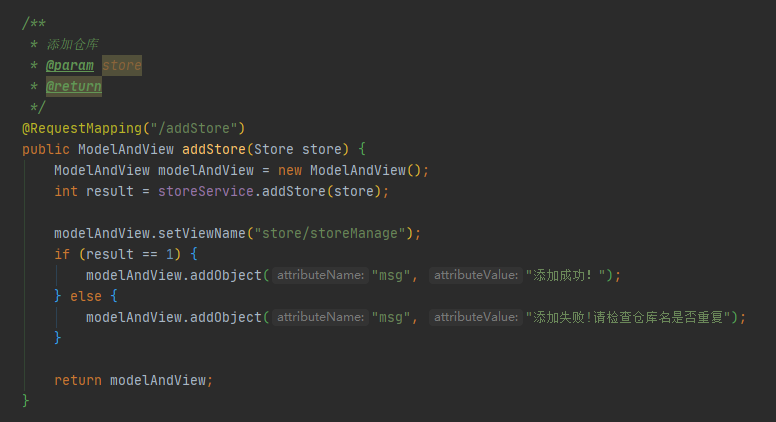 /**
* 添加仓库
* @param store
* @return
*/
@RequestMapping("/addStore")
public ModelAndView addStore(Store store) {
ModelAndView modelAndView = new ModelAndView();
int result = storeService.addStore(store);
modelAndView.setViewName("store/storeManage");
if (result == 1) {
modelAndView.addObject( attributeName: "msg", attributeValue: "添加成功！");
} else {
modelAndView.addObject( attributeName: "msg", attributeValue: "添加失败!请检查仓库名是否重复");
}
return modelAndView;
}